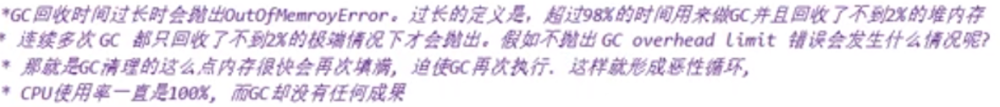 *GC回收时间过长时会抛出OutOfMemroyError。过长的定义是，超过98%的时间用来做GC并且回收了不到2%的堆内存
* 连续多次 GC 都只回收了不到2%的极端情况下才会抛出。假如不抛出 GC overhead limit 错误会发生什么情况呢?
* 那就是GC清理的这么点内存很快会再次填满, 迫使GC再次执行. 这样就形成恶性循环,
* CPU使用率一直是100%, 而GC却没有任何成果